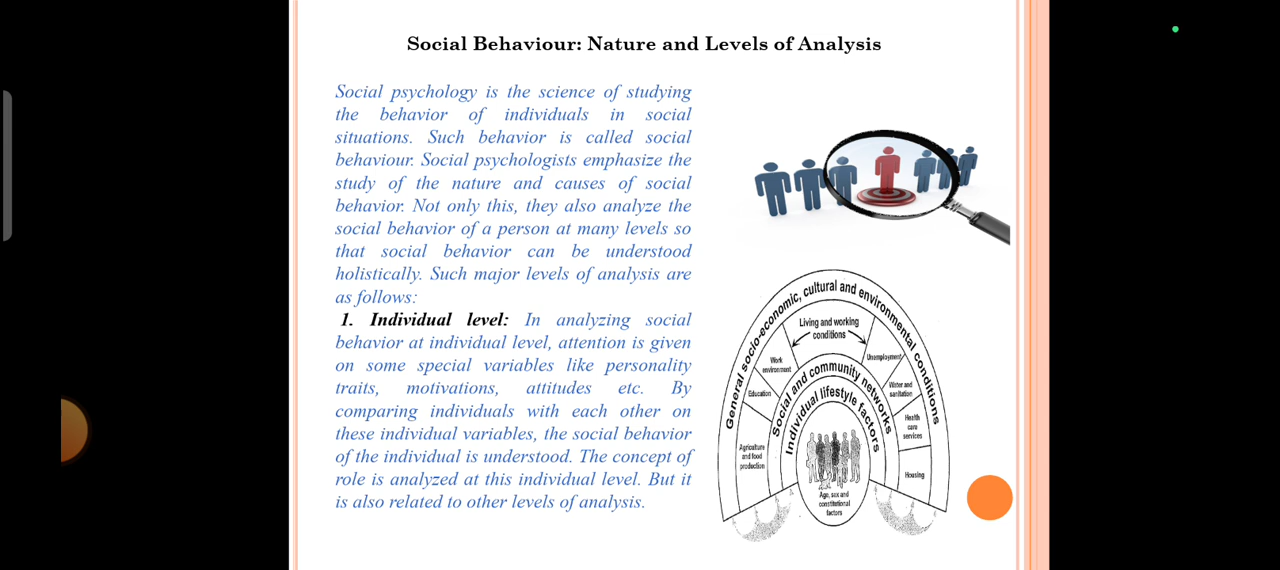 Social Behaviour: Nature and Levels of Analysis
Social psychology is the science of studying
the behavior of individuals in social
situations. Such behavior is called social
behaviour. Social psychologists emphasize the
study of the nature and causes of social
behavior. Not only this, they also analyze the
social behavior of a person at many levels so
that social behavior can be understood
holistically. Such major levels of analysis are
as follows:
1. Individual level: In analyzing social
behavior at individual level, attention is given
on some special variables like personality
traits, motivations, attitudes etc. By
comparing individuals with each other on
these individual variables, the social behavior
of the individual is understood. The concept of
role is analyzed at this individual level. But it
is also related to other levels of analysis.
General socio-economic, cultural and environmental conditions
Living and working
conditions
Work
environment
Unemployment
Education
Water and
sanitation
Social and community networks
Individual lifestyle factors
Agriculture
and food
production
Health
care
services
Housing
Age, sex and
constitutional
factors